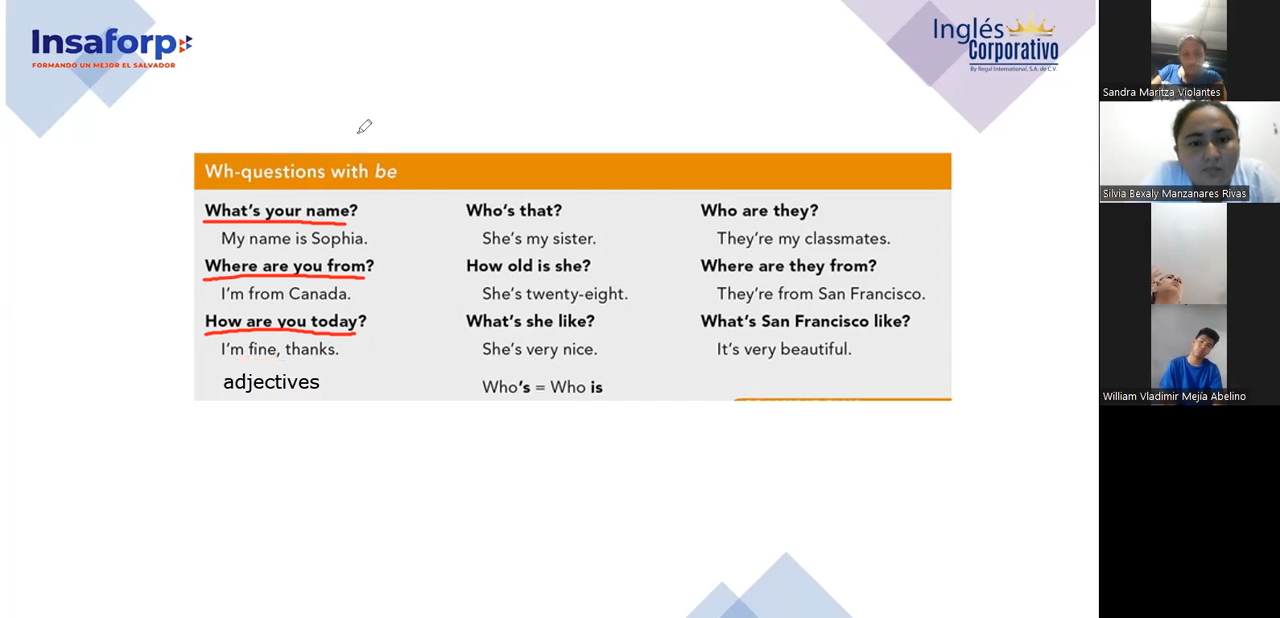 Insaforp
FORMANDO UN MEJOR EL SALVADOR
Inglés
Corporativo
By Regal International, S.A. de C.V.
Wh-questions with be
What's your name?
My name is Sophia.
Where are you from?
I'm from Canada.
How are you today?
I'm fine, thanks.
adjectives
Who's that?
She's my sister.
How old is she?
She's twenty-eight.
What's she like?
She's very nice.
Who's = Who is
Who are they?
They're my classmates.
Where are they from?
They're from San Francisco.
What's San Francisco like?
It's very beautiful.
Sandra Maritza Violantes
Silvia Bexaly Manzanares Rivas
William Vladimir Mejía Abelino